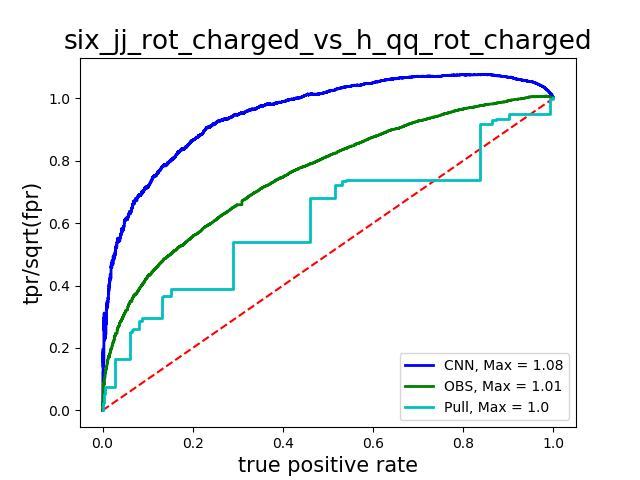 six_jj_rot_charged_vs_h_qq_rot_charged
tpr/sqrt(fpr)
1.0
0.8
0.6
0.4
0.2
0.0
CNN, Max = 1.08
OBS, Max = 1.01
Pull, Max = 1.0
0.0 0.2 0.4 0.6 0.8 1.0
true positive rate